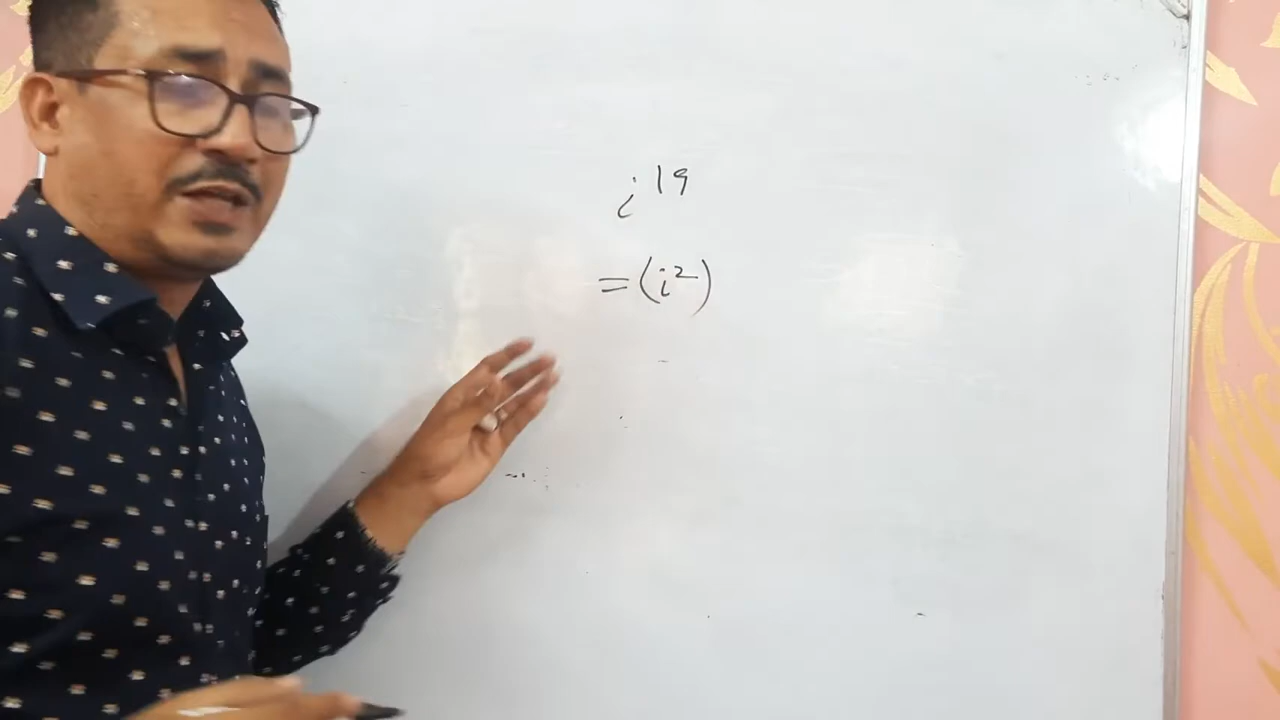 i¹⁹
=(i²)